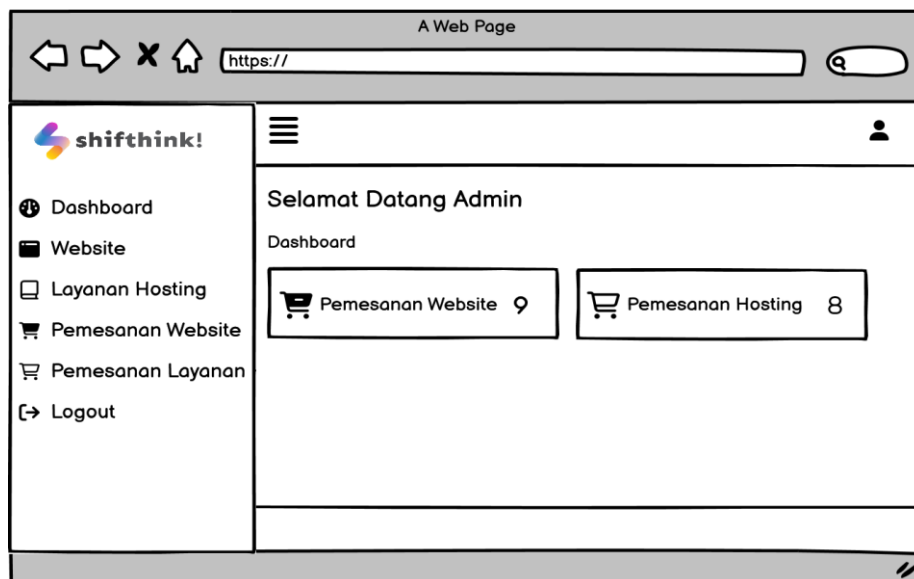 A Web Page
https://
shifthink!
Dashboard
Website
Layanan Hosting
Pemesanan Website
Pemesanan Layanan
Logout
Selamat Datang Admin
Dashboard
Pemesanan Website 9
Pemesanan Hosting 8